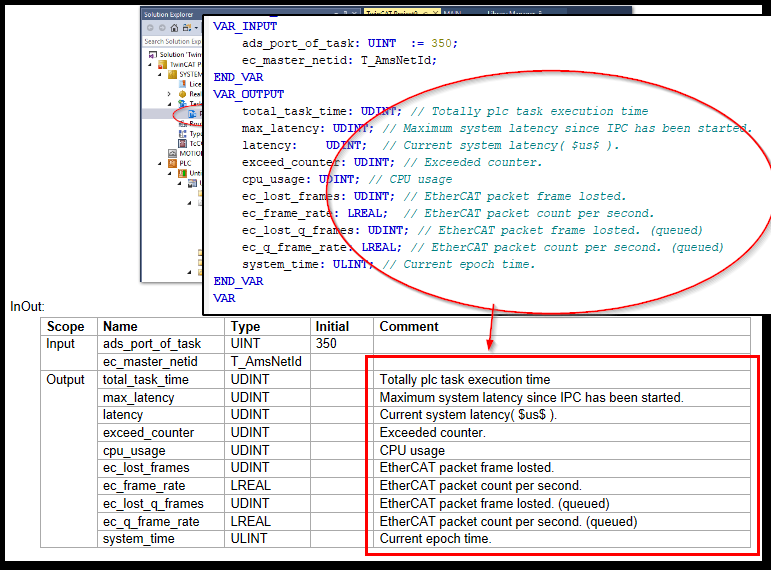 Solution Explorer
TwinCAT Project
MAIN
Library Manager
Search Solution Exp
Solution 'Twin
TwinCAT P
SYSTEM
Lice
Real
Task
Type
TcCO
MOTION
PLC
Unti
VAR_INPUT
ads_port_of_task: UINT := 350;
ec_master_netid: T_AmsNetId;
END_VAR
VAR_OUTPUT
total_task_time: UDINT; // Totally plc task execution time
max_latency: UDINT; // Maximum system latency since IPC has been started.
latency: UDINT; // Current system latency( $us$ ).
exceed_counter: UDINT; // Exceeded counter.
cpu_usage: UDINT; // CPU usage
ec_lost_frames: UDINT; // EtherCAT packet frame losted.
ec_frame_rate: LREAL; // EtherCAT packet count per second.
ec_lost_q_frames: UDINT; // EtherCAT packet frame losted. (queued)
ec_q_frame_rate: LREAL; // EtherCAT packet count per second. (queued)
system_time: ULINT; // Current epoch time.
END_VAR
VAR
InOut:
Scope Name Type Initial Comment
Input ads_port_of_task UINT 350
ec_master_netid T_AmsNetId
Output total_task_time UDINT Totally plc task execution time
max_latency UDINT Maximum system latency since IPC has been started.
latency UDINT Current system latency( $us$ ).
exceed_counter UDINT Exceeded counter.
cpu_usage UDINT CPU usage
ec_lost_frames UDINT EtherCAT packet frame losted.
ec_frame_rate LREAL EtherCAT packet count per second.
ec_lost_q_frames UDINT EtherCAT packet frame losted. (queued)
ec_q_frame_rate LREAL EtherCAT packet count per second. (queued)
system_time ULINT Current epoch time.